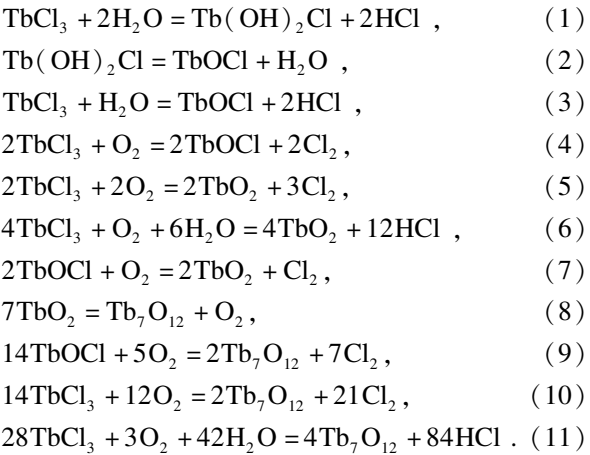 TbCl₃ + 2H₂O = Tb(OH)₂Cl + 2HCl , (1)
Tb(OH)₂Cl = TbOCl + H₂O , (2)
TbCl₃ + H₂O = TbOCl + 2HCl , (3)
2TbCl₃ + O₂ = 2TbOCl + 2Cl₂ , (4)
2TbCl₃ + 2O₂ = 2TbO₂ + 3Cl₂ , (5)
4TbCl₃ + O₂ + 6H₂O = 4TbO₂ + 12HCl , (6)
2TbOCl + O₂ = 2TbO₂ + Cl₂ , (7)
7TbO₂ = Tb₇O₁₂ + O₂ , (8)
14TbOCl + 5O₂ = 2Tb₇O₁₂ + 7Cl₂ , (9)
14TbCl₃ + 12O₂ = 2Tb₇O₁₂ + 21Cl₂ , (10)
28TbCl₃ + 3O₂ + 42H₂O = 4Tb₇O₁₂ + 84HCl . (11)